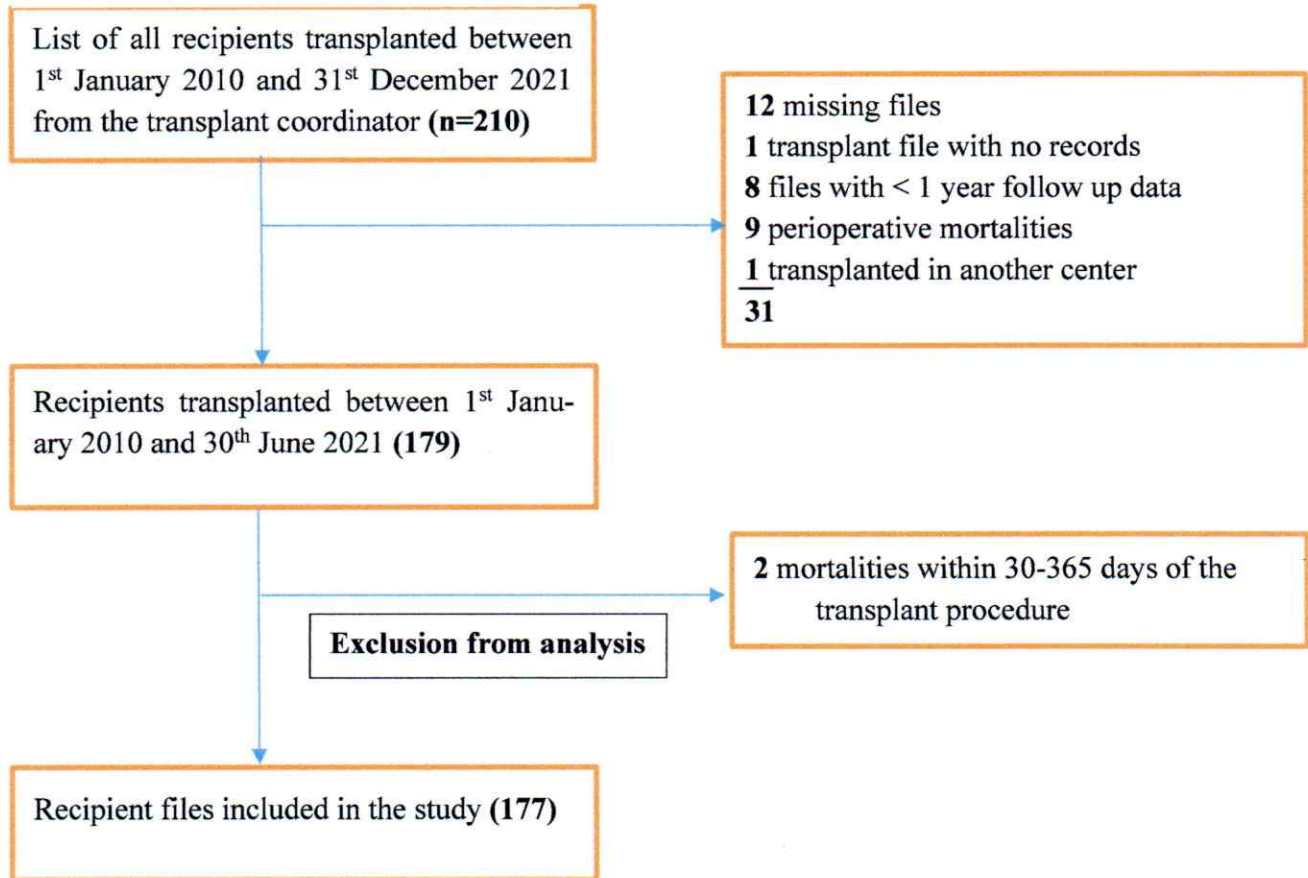 List of all recipients transplanted between
1st January 2010 and 31st December 2021
from the transplant coordinator (n=210)
12 missing files
1 transplant file with no records
8 files with < 1 year follow up data
9 perioperative mortalities
1 transplanted in another center
31
Recipients transplanted between 1st Janu-
ary 2010 and 30th June 2021 (179)
2 mortalities within 30-365 days of the
transplant procedure
Exclusion from analysis
Recipient files included in the study (177)